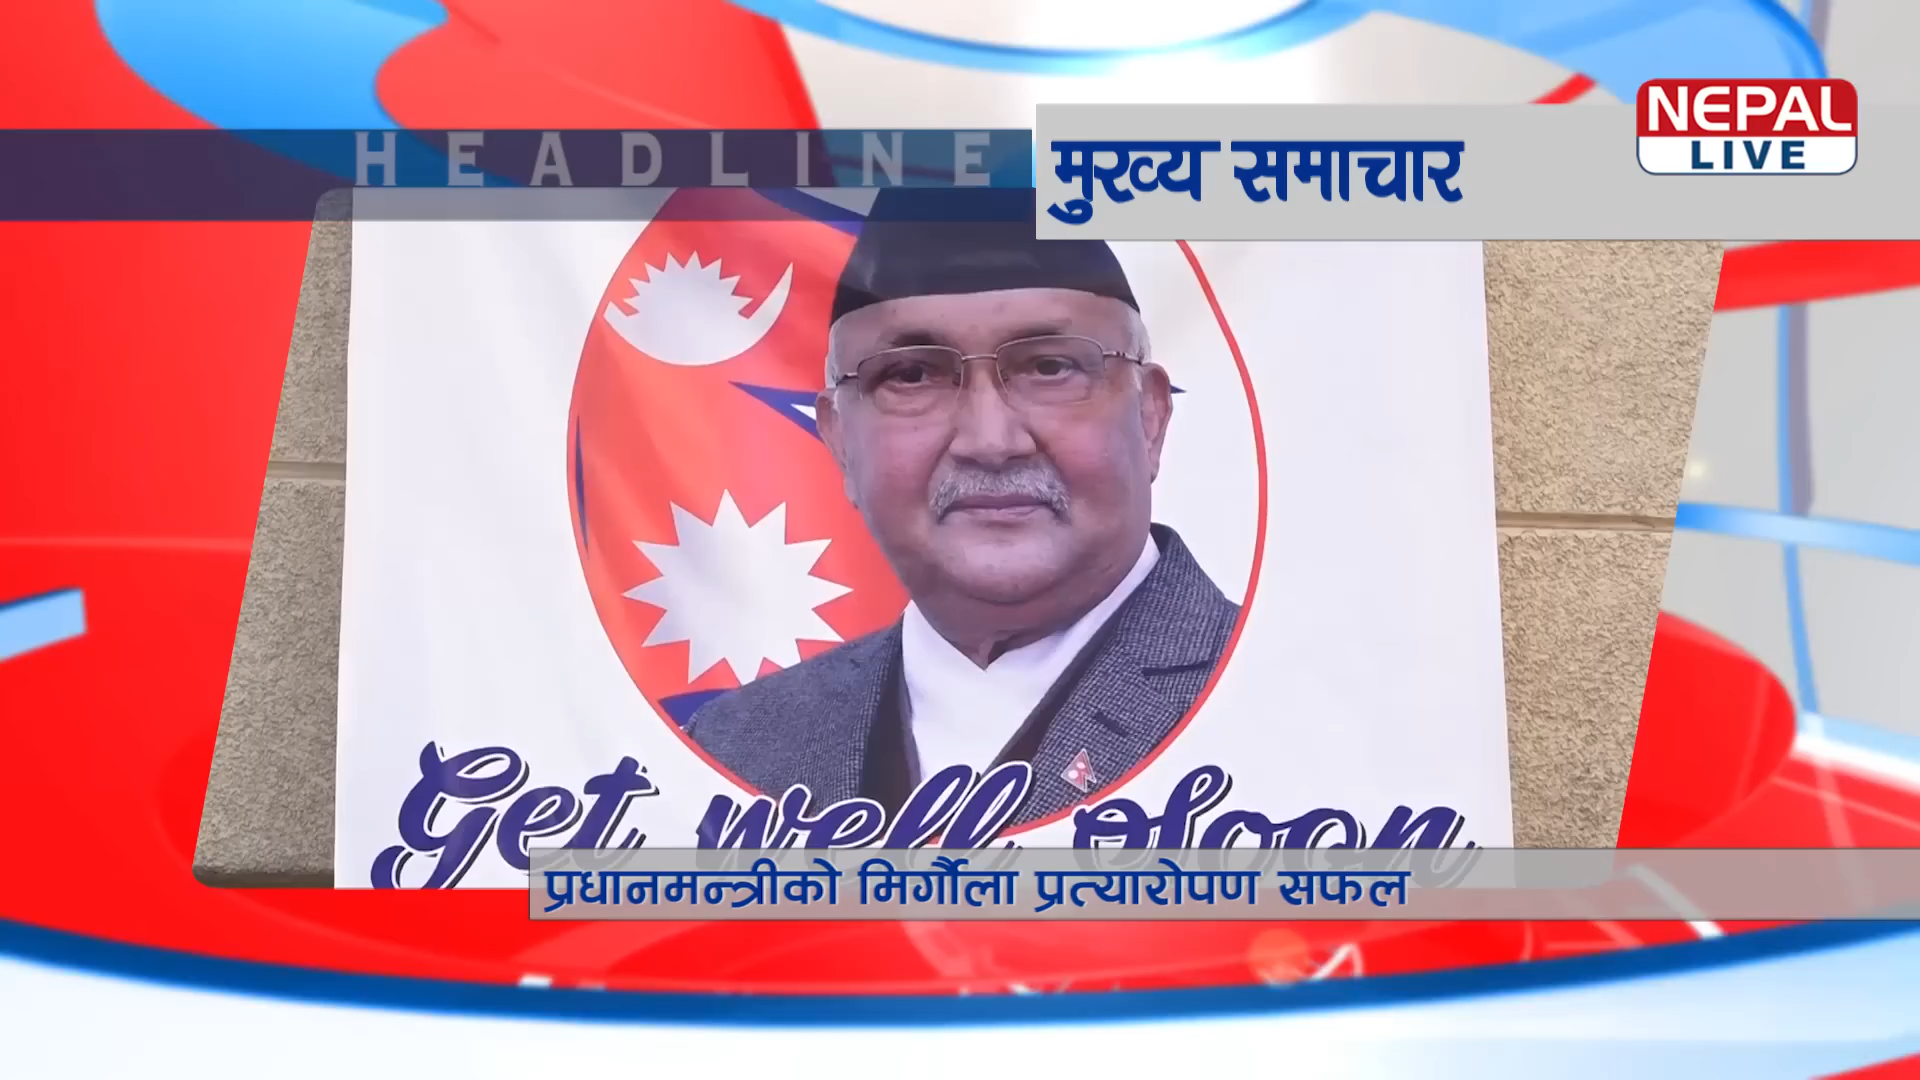 HEADLINE
मुख्य समाचार
NEPAL
LIVE
Get well Soon
प्रधानमन्त्रीको मिर्गौला प्रत्यारोपण सफल